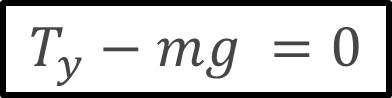 T_y − mg = 0